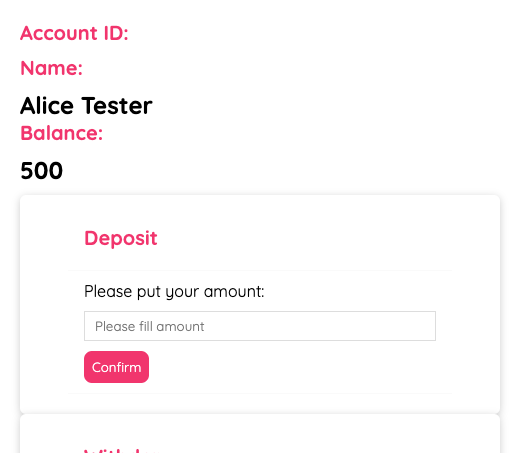 Account ID:
Name:
Alice Tester
Balance:
500
Deposit
Please put your amount:
Please fill amount
Confirm